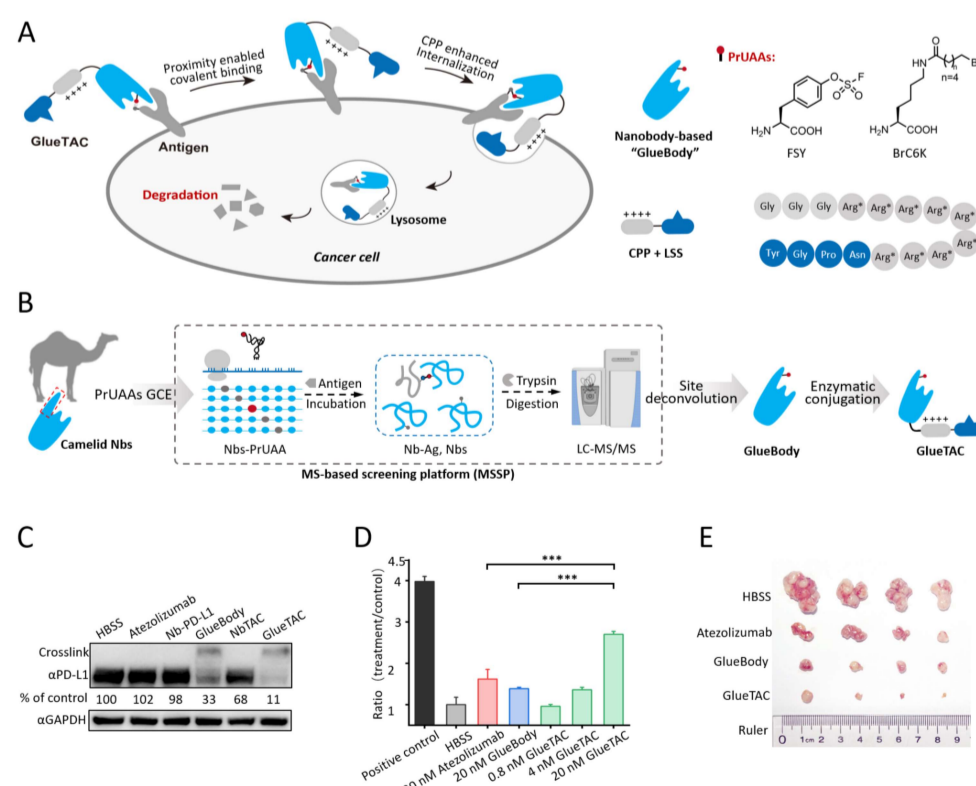 A
Proximity enabled
covalent binding
CPP enhanced
Internalization
GlueTAC
Antigen
Degradation
Lysosome
Cancer cell
Nanobody-based
"GlueBody"
++++
CPP + LSS
PrUAAs:
H₂N
COOH
O
S
O
O
F
FSY
HN
O
n
n=4
B
H₂N
COOH
BrC6K
Gly Gly Gly Arg* Arg* Arg* Arg* Arg*
Arg*
Tyr Gly Pro Asn Arg* Arg* Arg*
B
Camelid Nbs
PrUAAs GCE
Nbs-PrUAA
Antigen
Incubation
Nb-Ag, Nbs
Trypsin
Digestion
LC-MS/MS
MS-based screening platform (MSSP)
Site
deconvolution
GlueBody
Enzymatic
conjugation
++++
GlueTAC
C
HBSS Atezolizumab Nb-PD-L1 GlueBody NbTAC GlueTAC
Crosslink
αPD-L1
% of control 100 102 98 33 68 11
αGAPDH
D
Ratio (treatment/control)
4.5
4
3
2
1
***
***
Positive control
HBSS
nM Atezolizumab
20 nM GlueBody
0.8 nM GlueTAC
4 nM GlueTAC
20 nM GlueTAC
E
HBSS
Atezolizumab
GlueBody
GlueTAC
Ruler
0 1cm 2 3 4 5 6 7 8 9